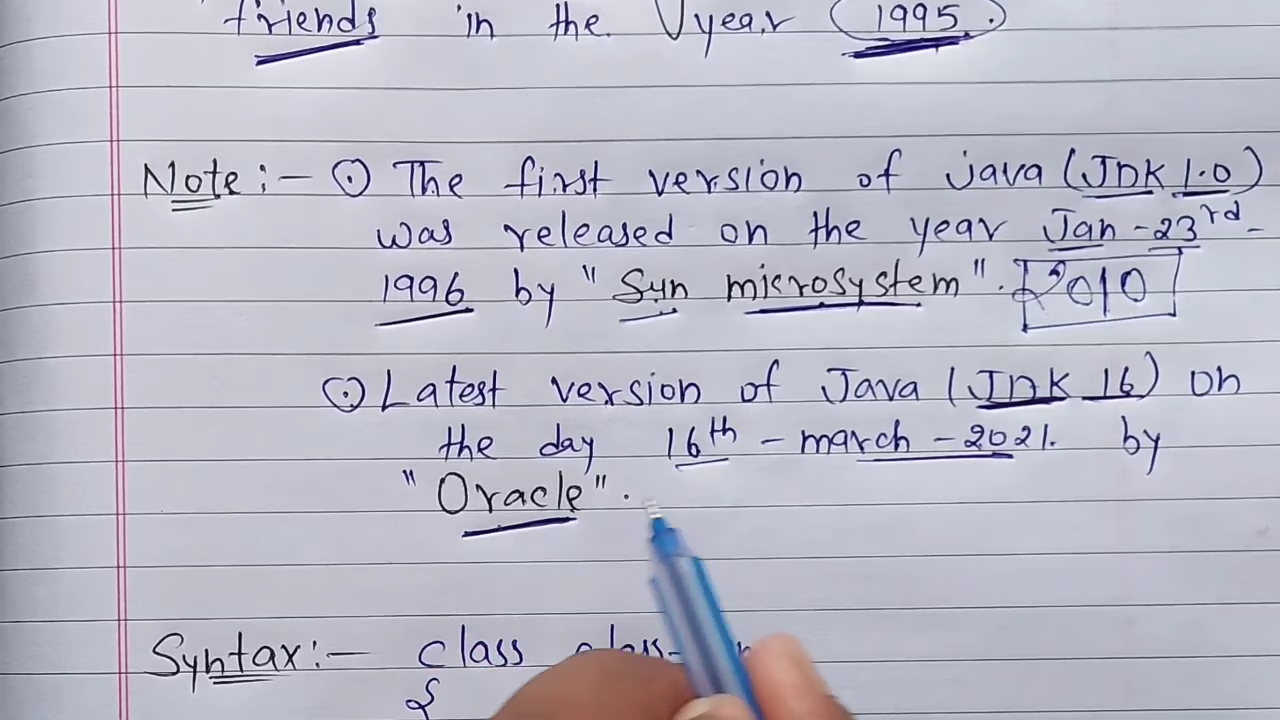 friends in the year (1995.)
Note:- ⊙ The first version of java (JDK 1.0)
was released on the year Jan-23rd-
1996 by "Sun microsystem". 2010
⊙ Latest version of Java (JDK 16) on
the day 16th-march-2021. by
"Oracle".
Syntax:- class
{